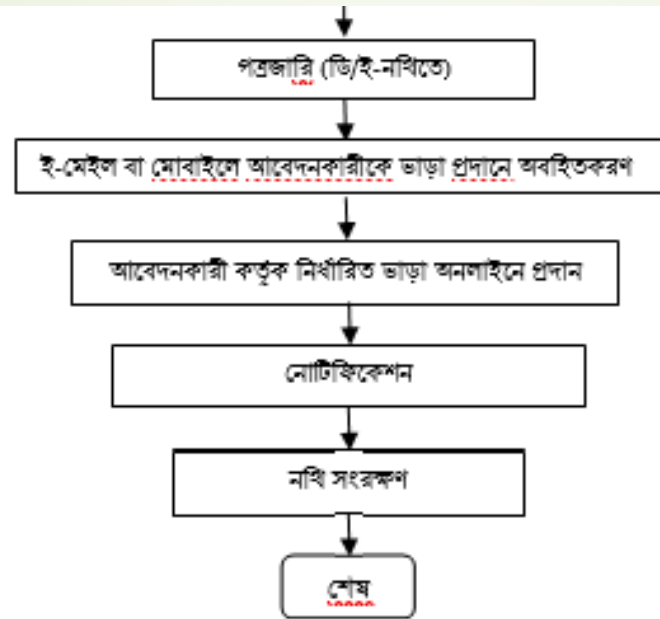 পত্রজারি (ডি/ই-নথিতে)
ই-মেইল বা মোবাইলে আবেদনকারীকে ভাড়া প্রদানে অবহিতকরণ
আবেদনকারী কর্তৃক নির্ধারিত ভাড়া অনলাইনে প্রদান
নোটিফিকেশন
নথি সংরক্ষণ
শেষ